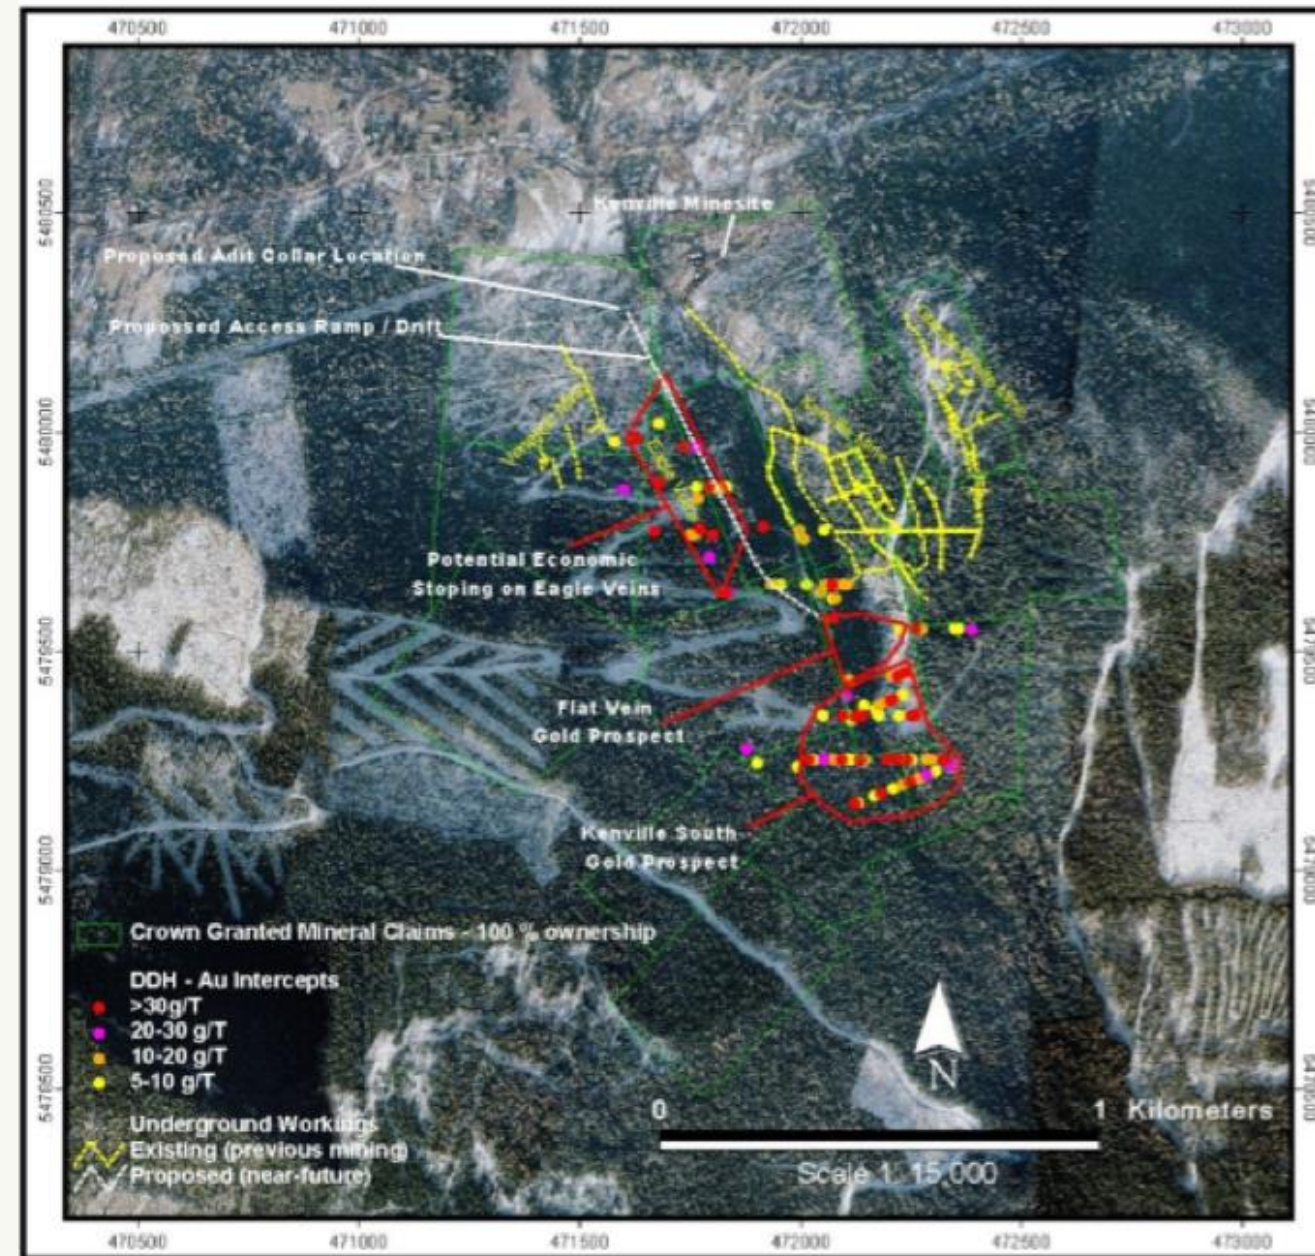 470500 471000 471500 472000 472500 473000
5480500
Kenville Minesite
Proposed Adit Collar Location
Propossed Access Ramp / Drift
5480000
Potential Economic
Stoping on Eagle Veins
5479500
Flat Vein
Gold Prospect
Kenville South
Gold Prospect
5479000
Crown Granted Mineral Claims - 100 % ownership
DDH - Au Intercepts
>30g/T
20-30 g/T
10-20 g/T
5-10 g/T
5478500
N
0 1 Kilometers
Scale 1: 15,000
Underground Workings
Existing (previous mining)
Proposed (near-future)
470500 471000 471500 472000 472500 473000